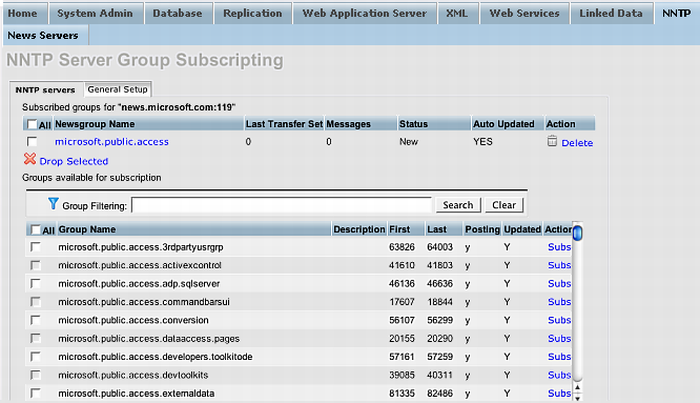 Home System Admin Database Replication Web Application Server XML Web Services Linked Data NNTP
News Servers
NNTP Server Group Subscripting
NNTP servers General Setup
Subscribed groups for "news.microsoft.com:119"
All Newsgroup Name Last Transfer Set Messages Status Auto Updated Action
microsoft.public.access 0 0 New YES Delete
Drop Selected
Groups available for subscription
Group Filtering: Search Clear
All Group Name Description First Last Posting Updated Action
microsoft.public.access.3rdpartyusrgrp 63826 64003 y Y Subs
microsoft.public.access.activexcontrol 41610 41803 y Y Subs
microsoft.public.access.adp.sqlserver 46136 46636 y Y Subs
microsoft.public.access.commandbarsui 17607 18844 y Y Subs
microsoft.public.access.conversion 56107 56299 y Y Subs
microsoft.public.access.dataaccess.pages 20155 20290 y Y Subs
microsoft.public.access.developers.toolkitode 57161 57259 y Y Subs
microsoft.public.access.devtoolkits 39085 40311 y Y Subs
microsoft.public.access.externaldata 81335 82486 y Y Subs